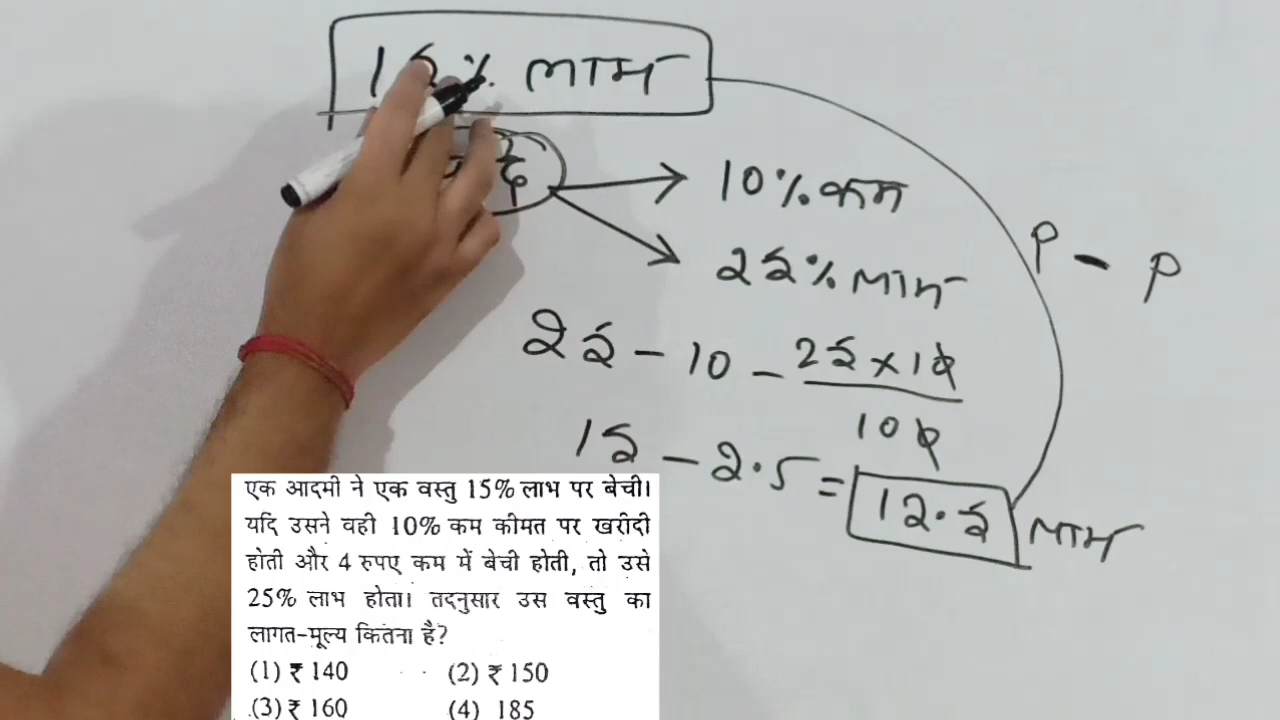 15% लाभ
10% कम
25% लाभ
P - P
25 - 10 - 25 × 10
100
15 - 2.5 = 12.5 लाभ
एक आदमी ने एक वस्तु 15% लाभ पर बेची।
यदि उसने वही 10% कम कीमत पर खरीदी
होती और 4 रुपए कम में बेची होती, तो उसे
25% लाभ होता। तद्नुसार उस वस्तु का
लागत-मूल्य कितना है?
(1) ₹ 140 (2) ₹ 150
(3) ₹ 160 (4) 185